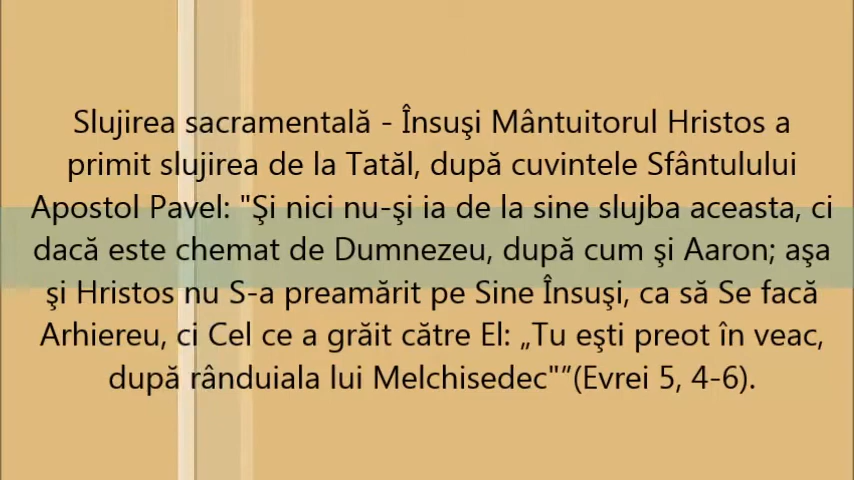 Slujirea sacramentală - Însuşi Mântuitorul Hristos a
primit slujirea de la Tatăl, după cuvintele Sfântulului
Apostol Pavel: "Şi nici nu-şi ia de la sine slujba aceasta, ci
dacă este chemat de Dumnezeu, după cum şi Aaron; aşa
şi Hristos nu S-a preamărit pe Sine Însuşi, ca să Se facă
Arhiereu, ci Cel ce a grăit către El: „Tu eşti preot în veac,
după rânduiala lui Melchisedec"”(Evrei 5, 4-6).